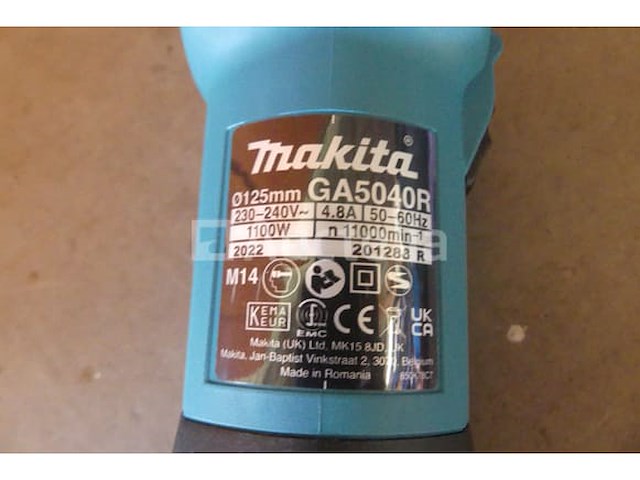 makita®
Ø125mm GA5040R
230-240V~ 4.8A 50-60Hz
1100W n 11000min⁻¹
2022 201283 R
M14
KEMA
KEUR
EMC
CE
UK
CA
Makita (UK) Ltd, MK15 8JD, UK
Makita, Jan-Baptist Vinkstraat 2, 3070, Belgium
Made in Romania